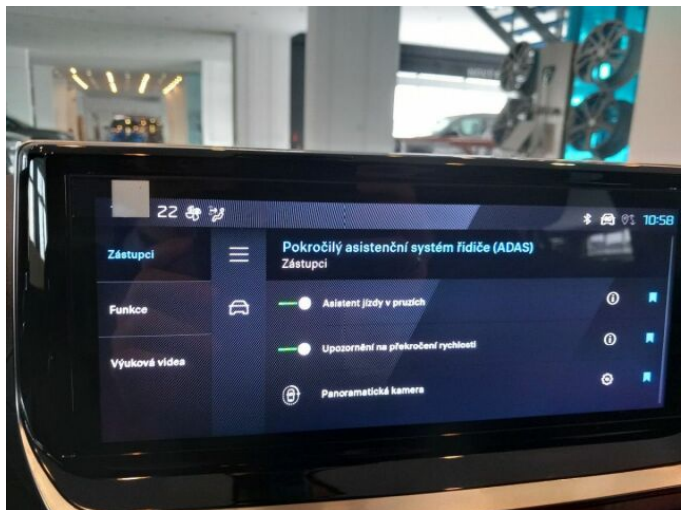 22
10:58
Zástupci
Pokročilý asistenční systém řidiče (ADAS)
Zástupci
Funkce
Asistent jízdy v pruzích
Upozornění na překročení rychlosti
Výuková videa
Panoramatická kamera